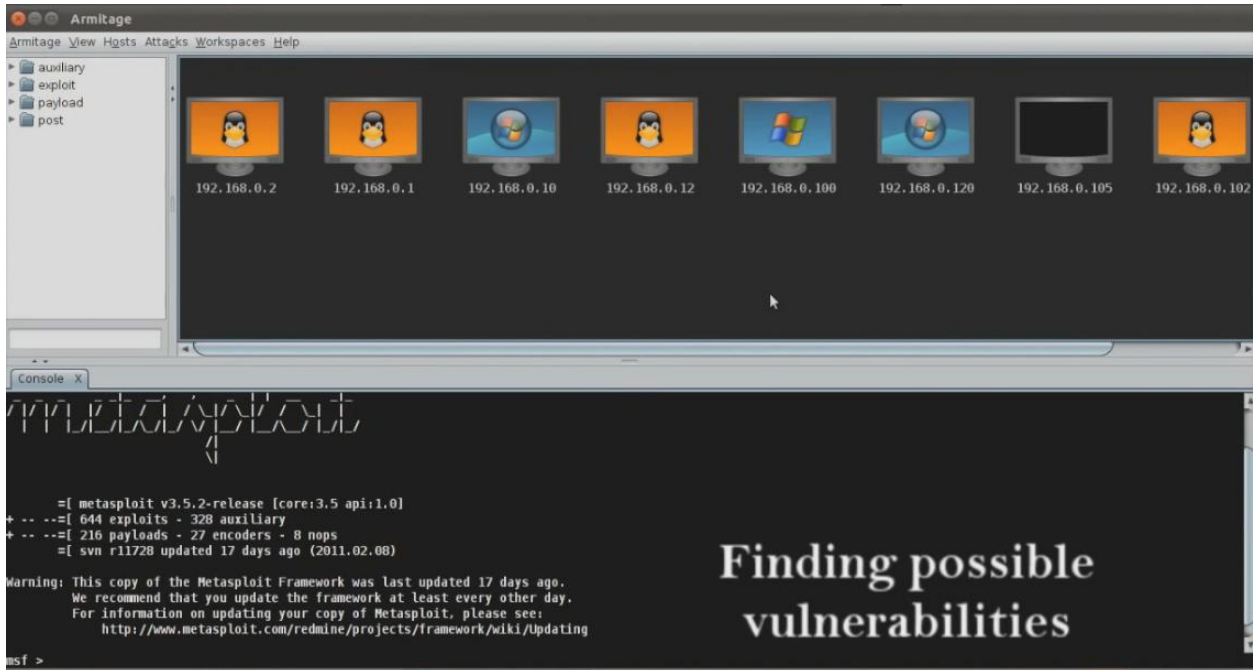 Armitage
Armitage View Hosts Attacks Workspaces Help
auxiliary
exploit
payload
post
192.168.0.2 192.168.0.1 192.168.0.10 192.168.0.12 192.168.0.100 192.168.0.120 192.168.0.105 192.168.0.102
Console X
metasploit
=[ metasploit v3.5.2-release [core:3.5 api:1.0]
+ -- --=[ 644 exploits - 328 auxiliary
+ -- --=[ 216 payloads - 27 encoders - 8 nops
=[ svn r11728 updated 17 days ago (2011.02.08)
Warning: This copy of the Metasploit Framework was last updated 17 days ago.
We recommend that you update the framework at least every other day.
For information on updating your copy of Metasploit, please see:
http://www.metasploit.com/redmine/projects/framework/wiki/Updating
msf >
Finding possible
vulnerabilities